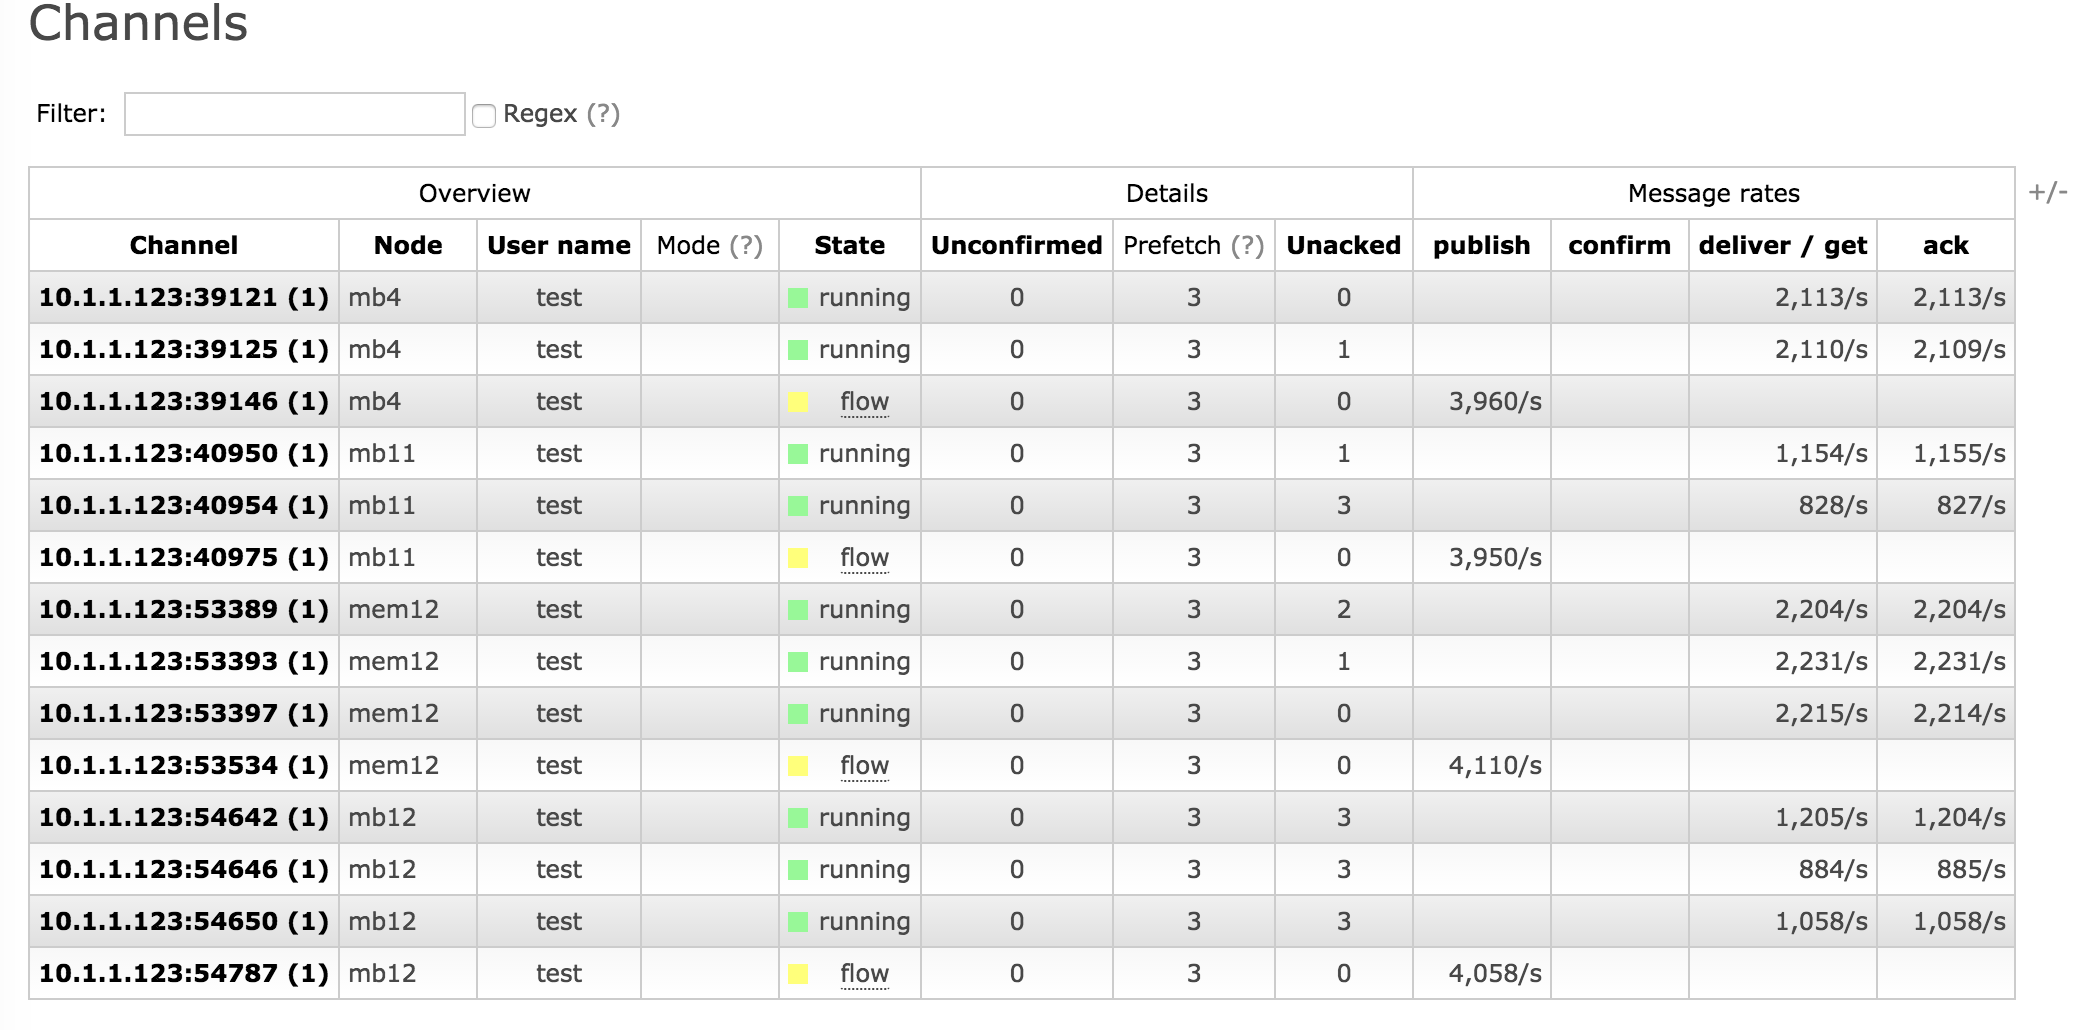 Channels
Filter: Regex (?)
Overview Details Message rates +/-
Channel Node User name Mode (?) State Unconfirmed Prefetch (?) Unacked publish confirm deliver / get ack
10.1.1.123:39121 (1) mb4 test running 0 3 0 2,113/s 2,113/s
10.1.1.123:39125 (1) mb4 test running 0 3 1 2,110/s 2,109/s
10.1.1.123:39146 (1) mb4 test flow 0 3 0 3,960/s
10.1.1.123:40950 (1) mb11 test running 0 3 1 1,154/s 1,155/s
10.1.1.123:40954 (1) mb11 test running 0 3 3 828/s 827/s
10.1.1.123:40975 (1) mb11 test flow 0 3 0 3,950/s
10.1.1.123:53389 (1) mem12 test running 0 3 2 2,204/s 2,204/s
10.1.1.123:53393 (1) mem12 test running 0 3 1 2,231/s 2,231/s
10.1.1.123:53397 (1) mem12 test running 0 3 0 2,215/s 2,214/s
10.1.1.123:53534 (1) mem12 test flow 0 3 0 4,110/s
10.1.1.123:54642 (1) mb12 test running 0 3 3 1,205/s 1,204/s
10.1.1.123:54646 (1) mb12 test running 0 3 3 884/s 885/s
10.1.1.123:54650 (1) mb12 test running 0 3 3 1,058/s 1,058/s
10.1.1.123:54787 (1) mb12 test flow 0 3 0 4,058/s